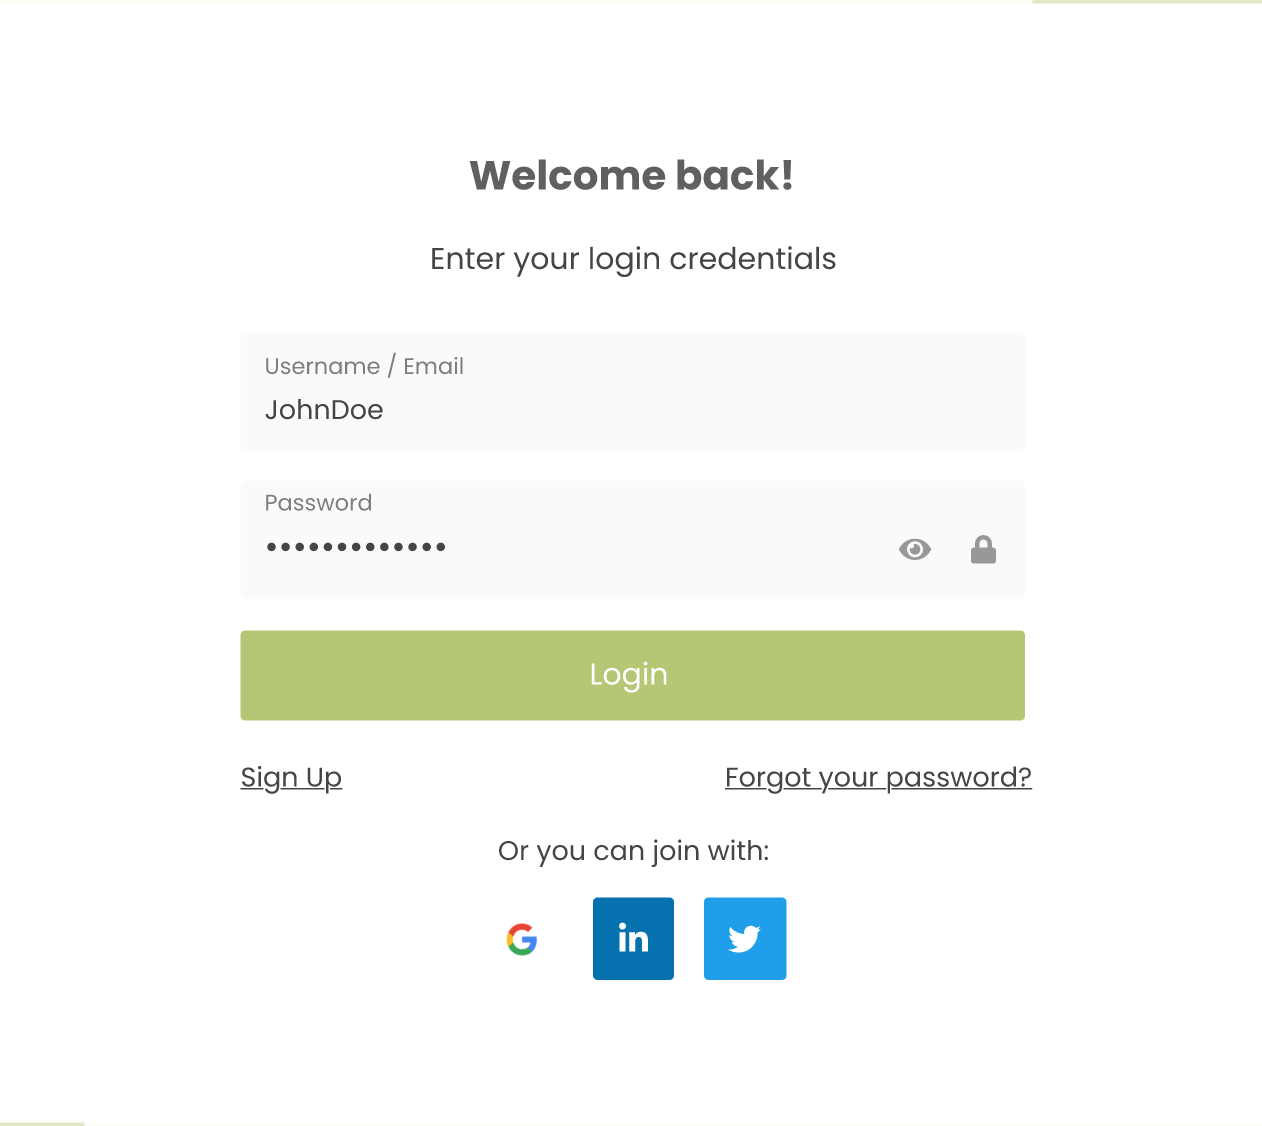 Welcome back!
Enter your login credentials
Username / Email
JohnDoe
Password
•••••••••••••
Login
Sign Up
Forgot your password?
Or you can join with:
G
in